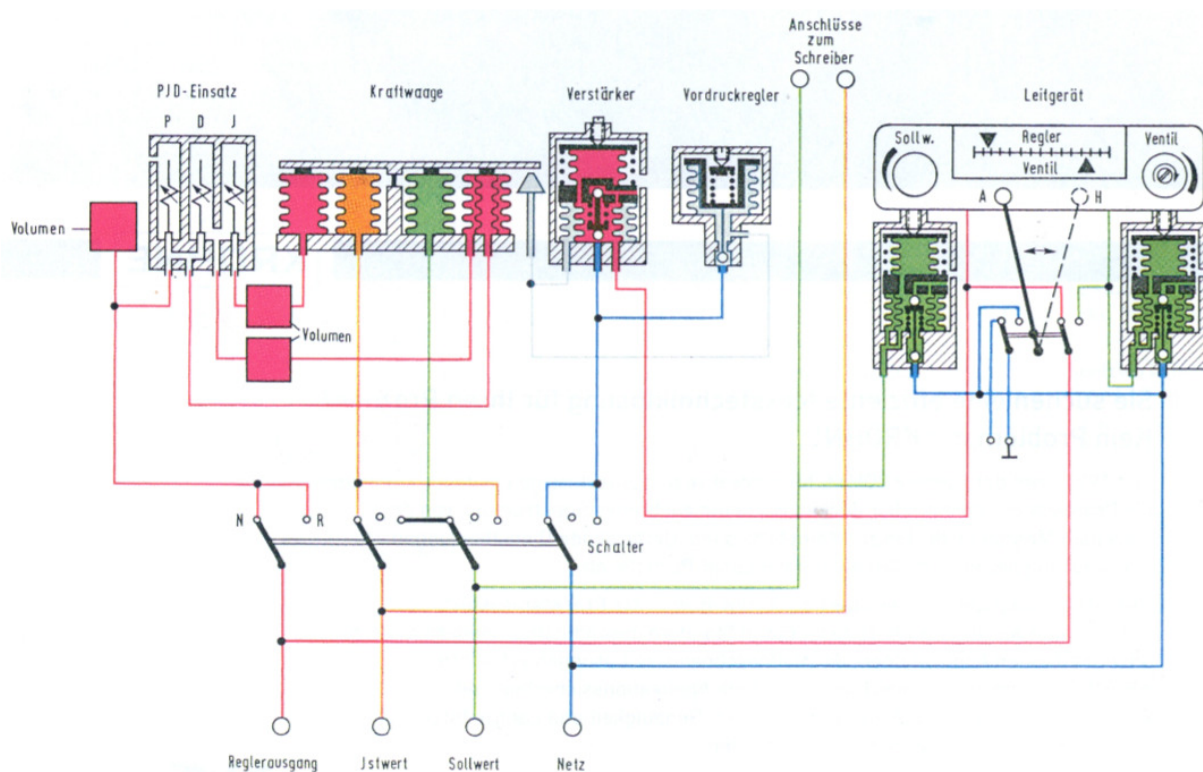 Anschlüsse
zum
Schreiber
PJD-Einsatz
Kraftwaage
Verstärker
Vordruckregler
Leitgerät
P D J
Sollw.
Regler
Ventil
Ventil
A H
Volumen
Volumen
N R
Schalter
Reglerausgang
Jstwert
Sollwert
Netz